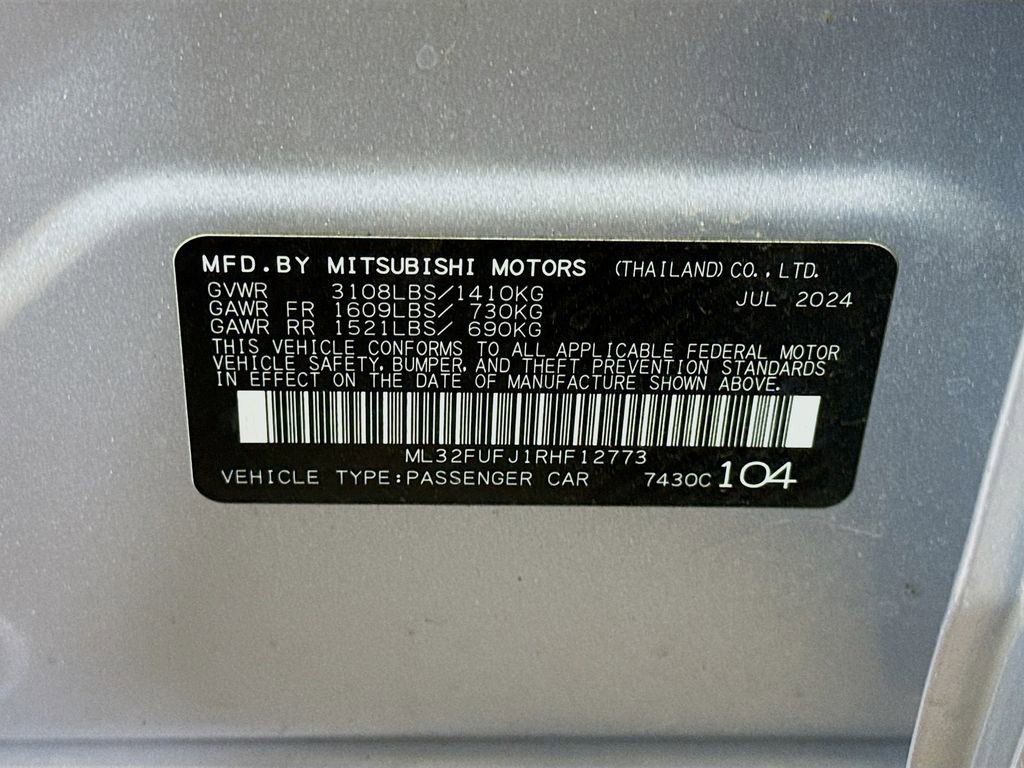 MFD.BY MITSUBISHI MOTORS (THAILAND) CO.,LTD.
GVWR 3108LBS/1410KG JUL 2024
GAWR FR 1609LBS/ 730KG
GAWR RR 1521LBS/ 690KG
THIS VEHICLE CONFORMS TO ALL APPLICABLE FEDERAL MOTOR
VEHICLE SAFETY, BUMPER, AND THEFT PREVENTION STANDARDS
IN EFFECT ON THE DATE OF MANUFACTURE SHOWN ABOVE.
ML32FUFJ1RHF12773
VEHICLE TYPE:PASSENGER CAR 7430C 104